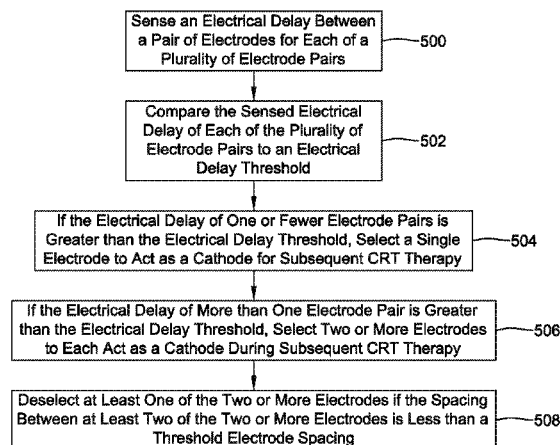 Sense an Electrical Delay Between
a Pair of Electrodes for Each of a
Plurality of Electrode Pairs
500
Compare the Sensed Electrical
Delay of Each of the Plurality of
Electrode Pairs to an Electrical
Delay Threshold
502
If the Electrical Delay of One or Fewer Electrode Pairs is
Greater than the Electrical Delay Threshold, Select a Single
Electrode to Act as a Cathode for Subsequent CRT Therapy
504
If the Electrical Delay of More than One Electrode Pair is Greater
than the Electrical Delay Threshold, Select Two or More Electrodes
to Each Act as a Cathode During Subsequent CRT Therapy
506
Deselect at Least One of the Two or More Electrodes if the Spacing
Between at Least Two of the Two or More Electrodes is Less than a
Threshold Electrode Spacing
508